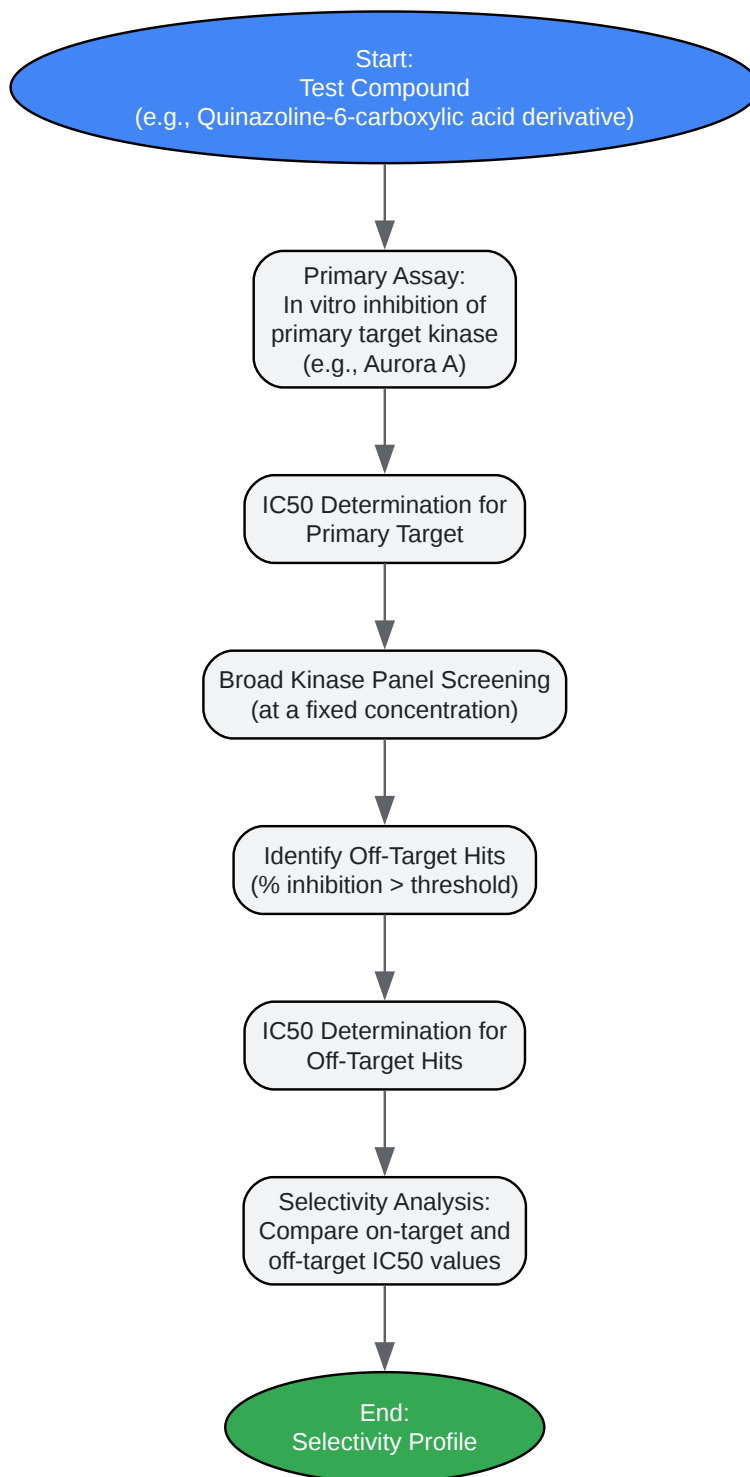 Start:
Test Compound
(e.g., Quinazoline-6-carboxylic acid derivative)
Primary Assay:
In vitro inhibition of
primary target kinase
(e.g., Aurora A)
IC50 Determination for
Primary Target
Broad Kinase Panel Screening
(at a fixed concentration)
Identify Off-Target Hits
(% inhibition > threshold)
IC50 Determination for
Off-Target Hits
Selectivity Analysis:
Compare on-target and
off-target IC50 values
End:
Selectivity Profile